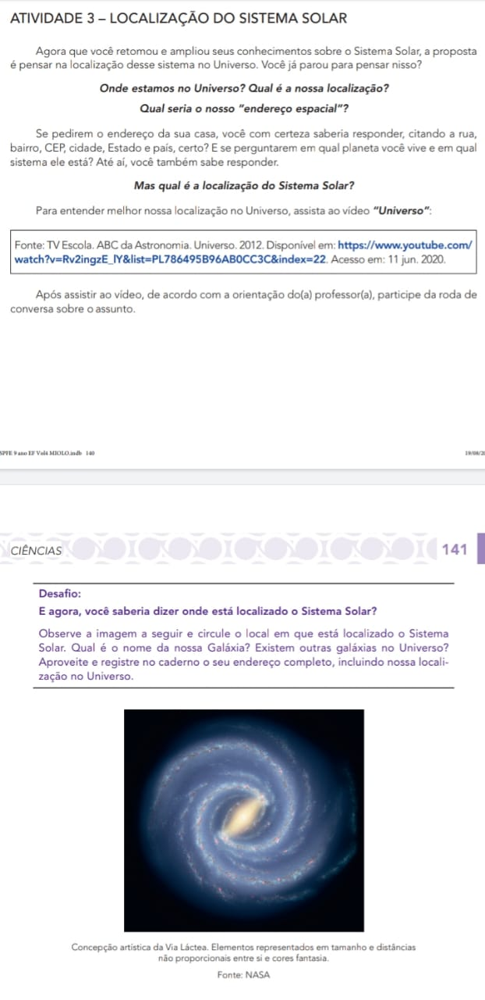 ATIVIDADE 3 – LOCALIZAÇÃO DO SISTEMA SOLAR
Agora que você retomou e ampliou seus conhecimentos sobre o Sistema Solar, a proposta
é pensar na localização desse sistema no Universo. Você já parou para pensar nisso?
Onde estamos no Universo? Qual é a nossa localização?
Qual seria o nosso "endereço espacial"?
Se pedirem o endereço da sua casa, você com certeza saberia responder, citando a rua,
bairro, CEP, cidade, Estado e país, certo? E se perguntarem em qual planeta você vive e em qual
sistema ele está? Até aí, você também sabe responder.
Mas qual é a localização do Sistema Solar?
Para entender melhor nossa localização no Universo, assista ao vídeo "Universo":
Fonte: TV Escola. ABC da Astronomia. Universo. 2012. Disponível em: https://www.youtube.com/
watch?v=Rv2ingzE_lY&list=PL786495B96AB0CC3C&index=22. Acesso em: 11 jun. 2020.
Após assistir ao vídeo, de acordo com a orientação do(a) professor(a), participe da roda de
conversa sobre o assunto.
SPFE 9 ano EF Vol4 MIOLO.indb 140
19/08/2
CIÊNCIAS
141
Desafio:
E agora, você saberia dizer onde está localizado o Sistema Solar?
Observe a imagem a seguir e circule o local em que está localizado o Sistema
Solar. Qual é o nome da nossa Galáxia? Existem outras galáxias no Universo?
Aproveite e registre no caderno o seu endereço completo, incluindo nossa locali-
zação no Universo.
Concepção artística da Via Láctea. Elementos representados em tamanho e distâncias
não proporcionais entre si e cores fantasia.
Fonte: NASA